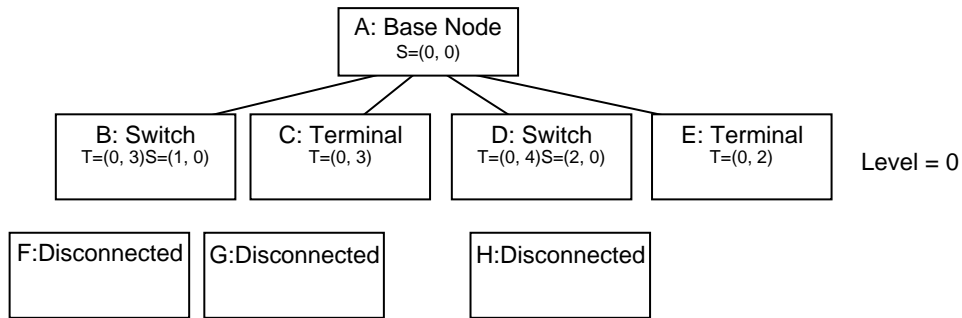 A: Base Node
S=(0, 0)
B: Switch
T=(0, 3)S=(1, 0)
C: Terminal
T=(0, 3)
D: Switch
T=(0, 4)S=(2, 0)
E: Terminal
T=(0, 2)
Level = 0
F:Disconnected
G:Disconnected
H:Disconnected